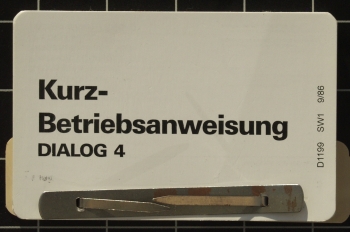 Kurz-
Betriebsanweisung
DIALOG 4
D1199 SW1 9/86